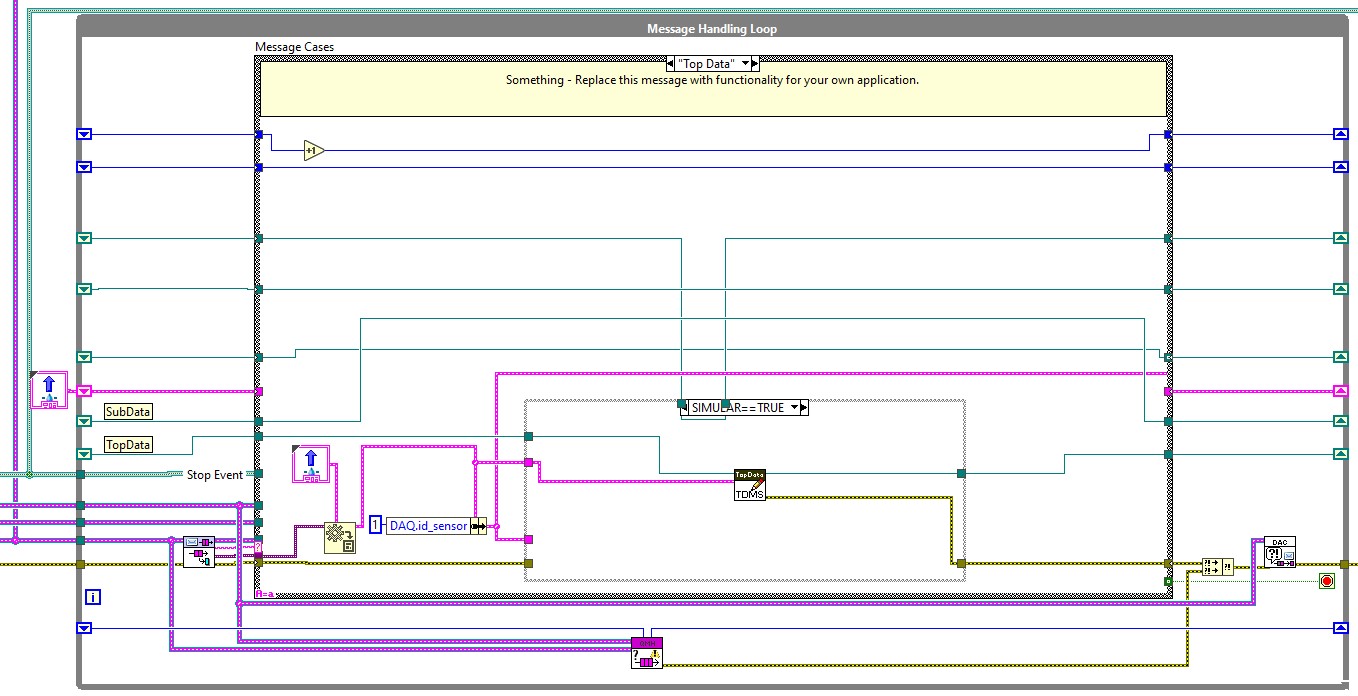 Message Handling Loop
Message Cases
"Top Data"
Something - Replace this message with functionality for your own application.
+1
SIMULAR==TRUE
SubData
TopData
Stop Event
TopData
TDMS
1 DAQ.id_sensor
DAC
?!
A=a
i